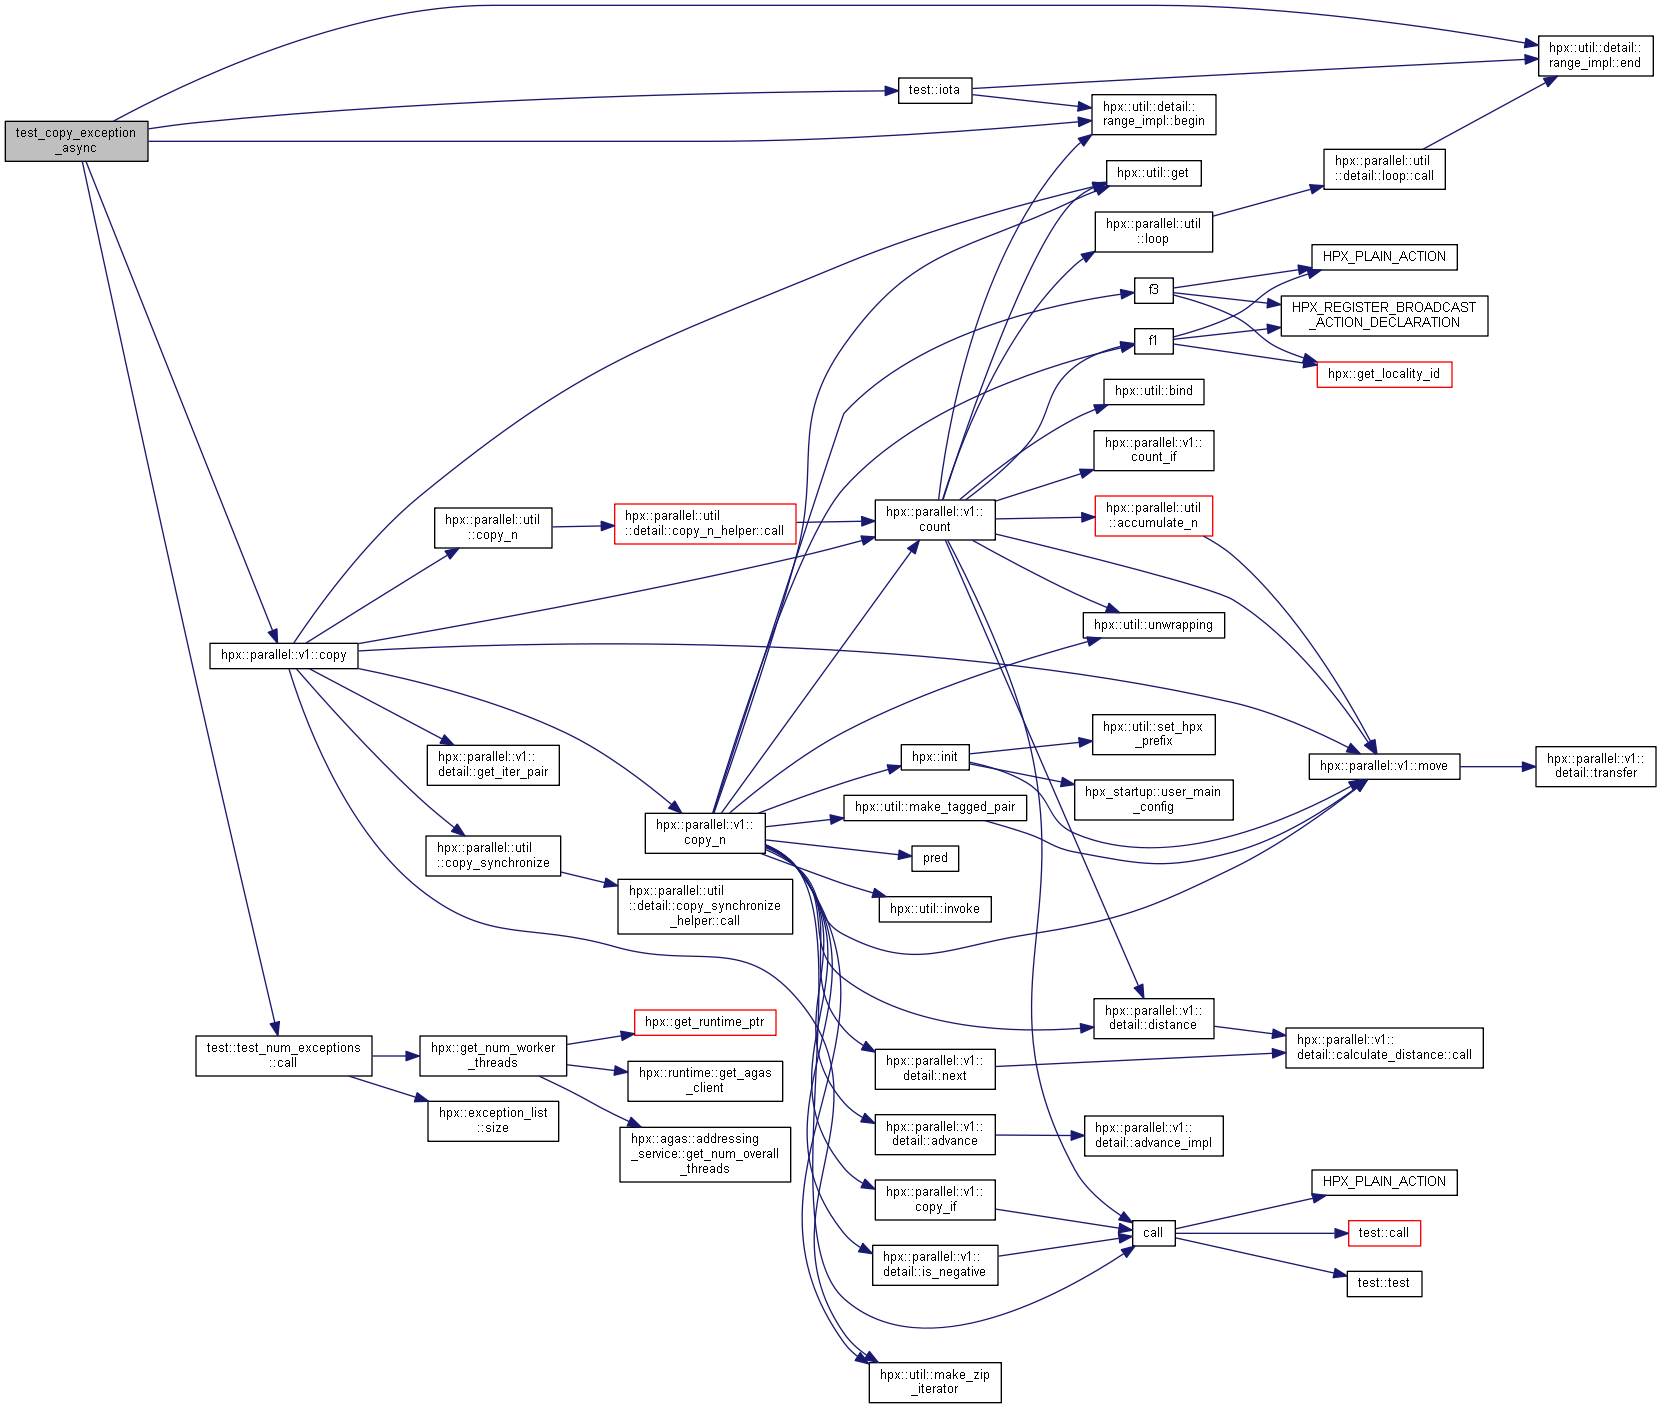 test_copy_exception
_async
hpx::util::detail::
range_impl::end
test::iota
hpx::util::detail::
range_impl::begin
hpx::util::get
hpx::parallel::util
::detail::loop::call
hpx::parallel::util
::loop
HPX_PLAIN_ACTION
f3
HPX_REGISTER_BROADCAST
_ACTION_DECLARATION
f1
hpx::get_locality_id
hpx::util::bind
hpx::parallel::v1::
count_if
hpx::parallel::util
::copy_n
hpx::parallel::util
::detail::copy_n_helper::call
hpx::parallel::v1::
count
hpx::parallel::util
::accumulate_n
hpx::util::unwrapping
hpx::parallel::v1::copy
hpx::parallel::v1::
detail::get_iter_pair
hpx::parallel::util
::copy_synchronize
hpx::parallel::util
::detail::copy_synchronize
_helper::call
hpx::parallel::v1::
copy_n
hpx::init
hpx::util::set_hpx
_prefix
hpx_startup::user_main
_config
hpx::parallel::v1::move
hpx::parallel::v1::
detail::transfer
hpx::util::make_tagged_pair
pred
hpx::util::invoke
hpx::parallel::v1::
detail::distance
hpx::parallel::v1::
detail::calculate_distance::call
hpx::parallel::v1::
detail::next
hpx::parallel::v1::
detail::advance
hpx::parallel::v1::
detail::advance_impl
hpx::parallel::v1::
copy_if
hpx::parallel::v1::
detail::is_negative
call
HPX_PLAIN_ACTION
test::call
test::test
hpx::util::make_zip
_iterator
test::test_num_exceptions
::call
hpx::get_num_worker
_threads
hpx::exception_list
::size
hpx::get_runtime_ptr
hpx::runtime::get_agas
_client
hpx::agas::addressing
_service::get_num_overall
_threads